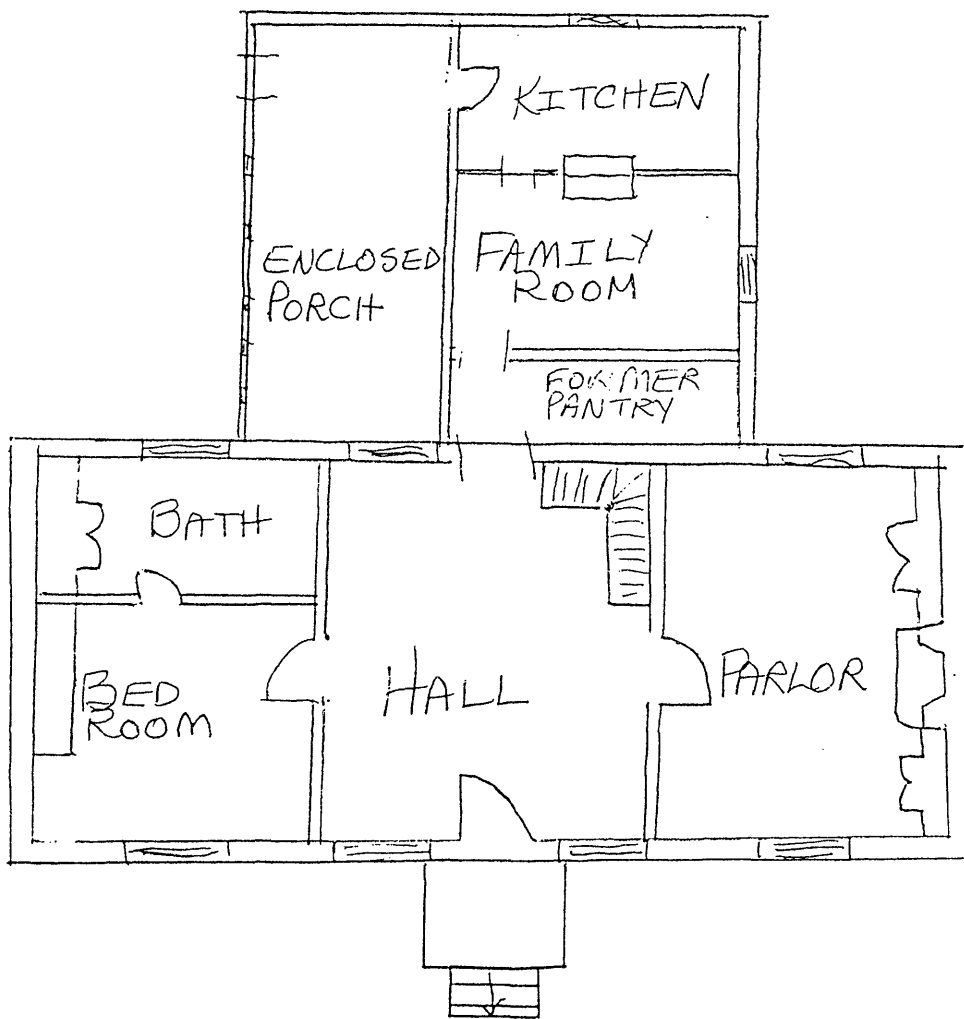 KITCHEN
ENCLOSED
PORCH
FAMILY
ROOM
FORMER
PANTRY
BATH
BED
ROOM
HALL
PARLOR